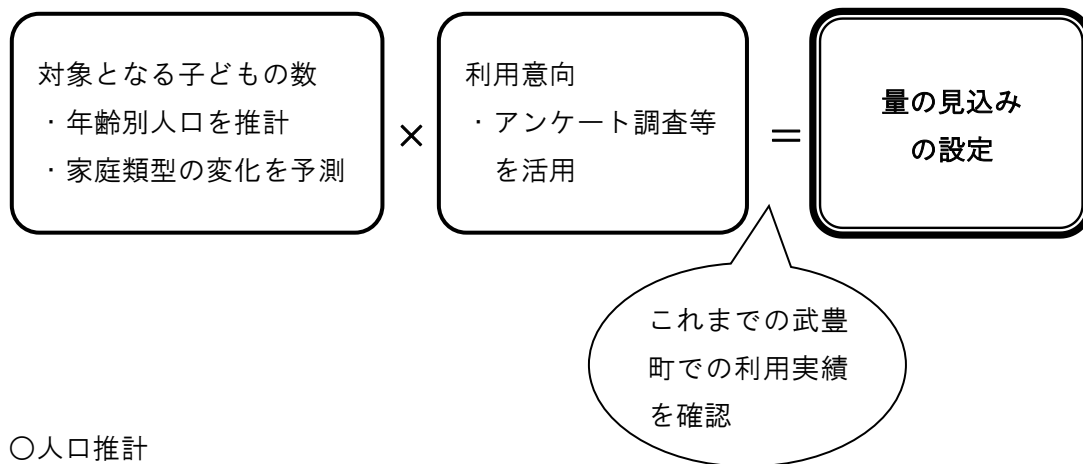 対象となる子どもの数
・年齢別人口を推計
・家庭類型の変化を予測
×
利用意向
・アンケート調査等
を活用
＝
量の見込み
の設定
これまでの武豊
町での利用実績
を確認
○人口推計